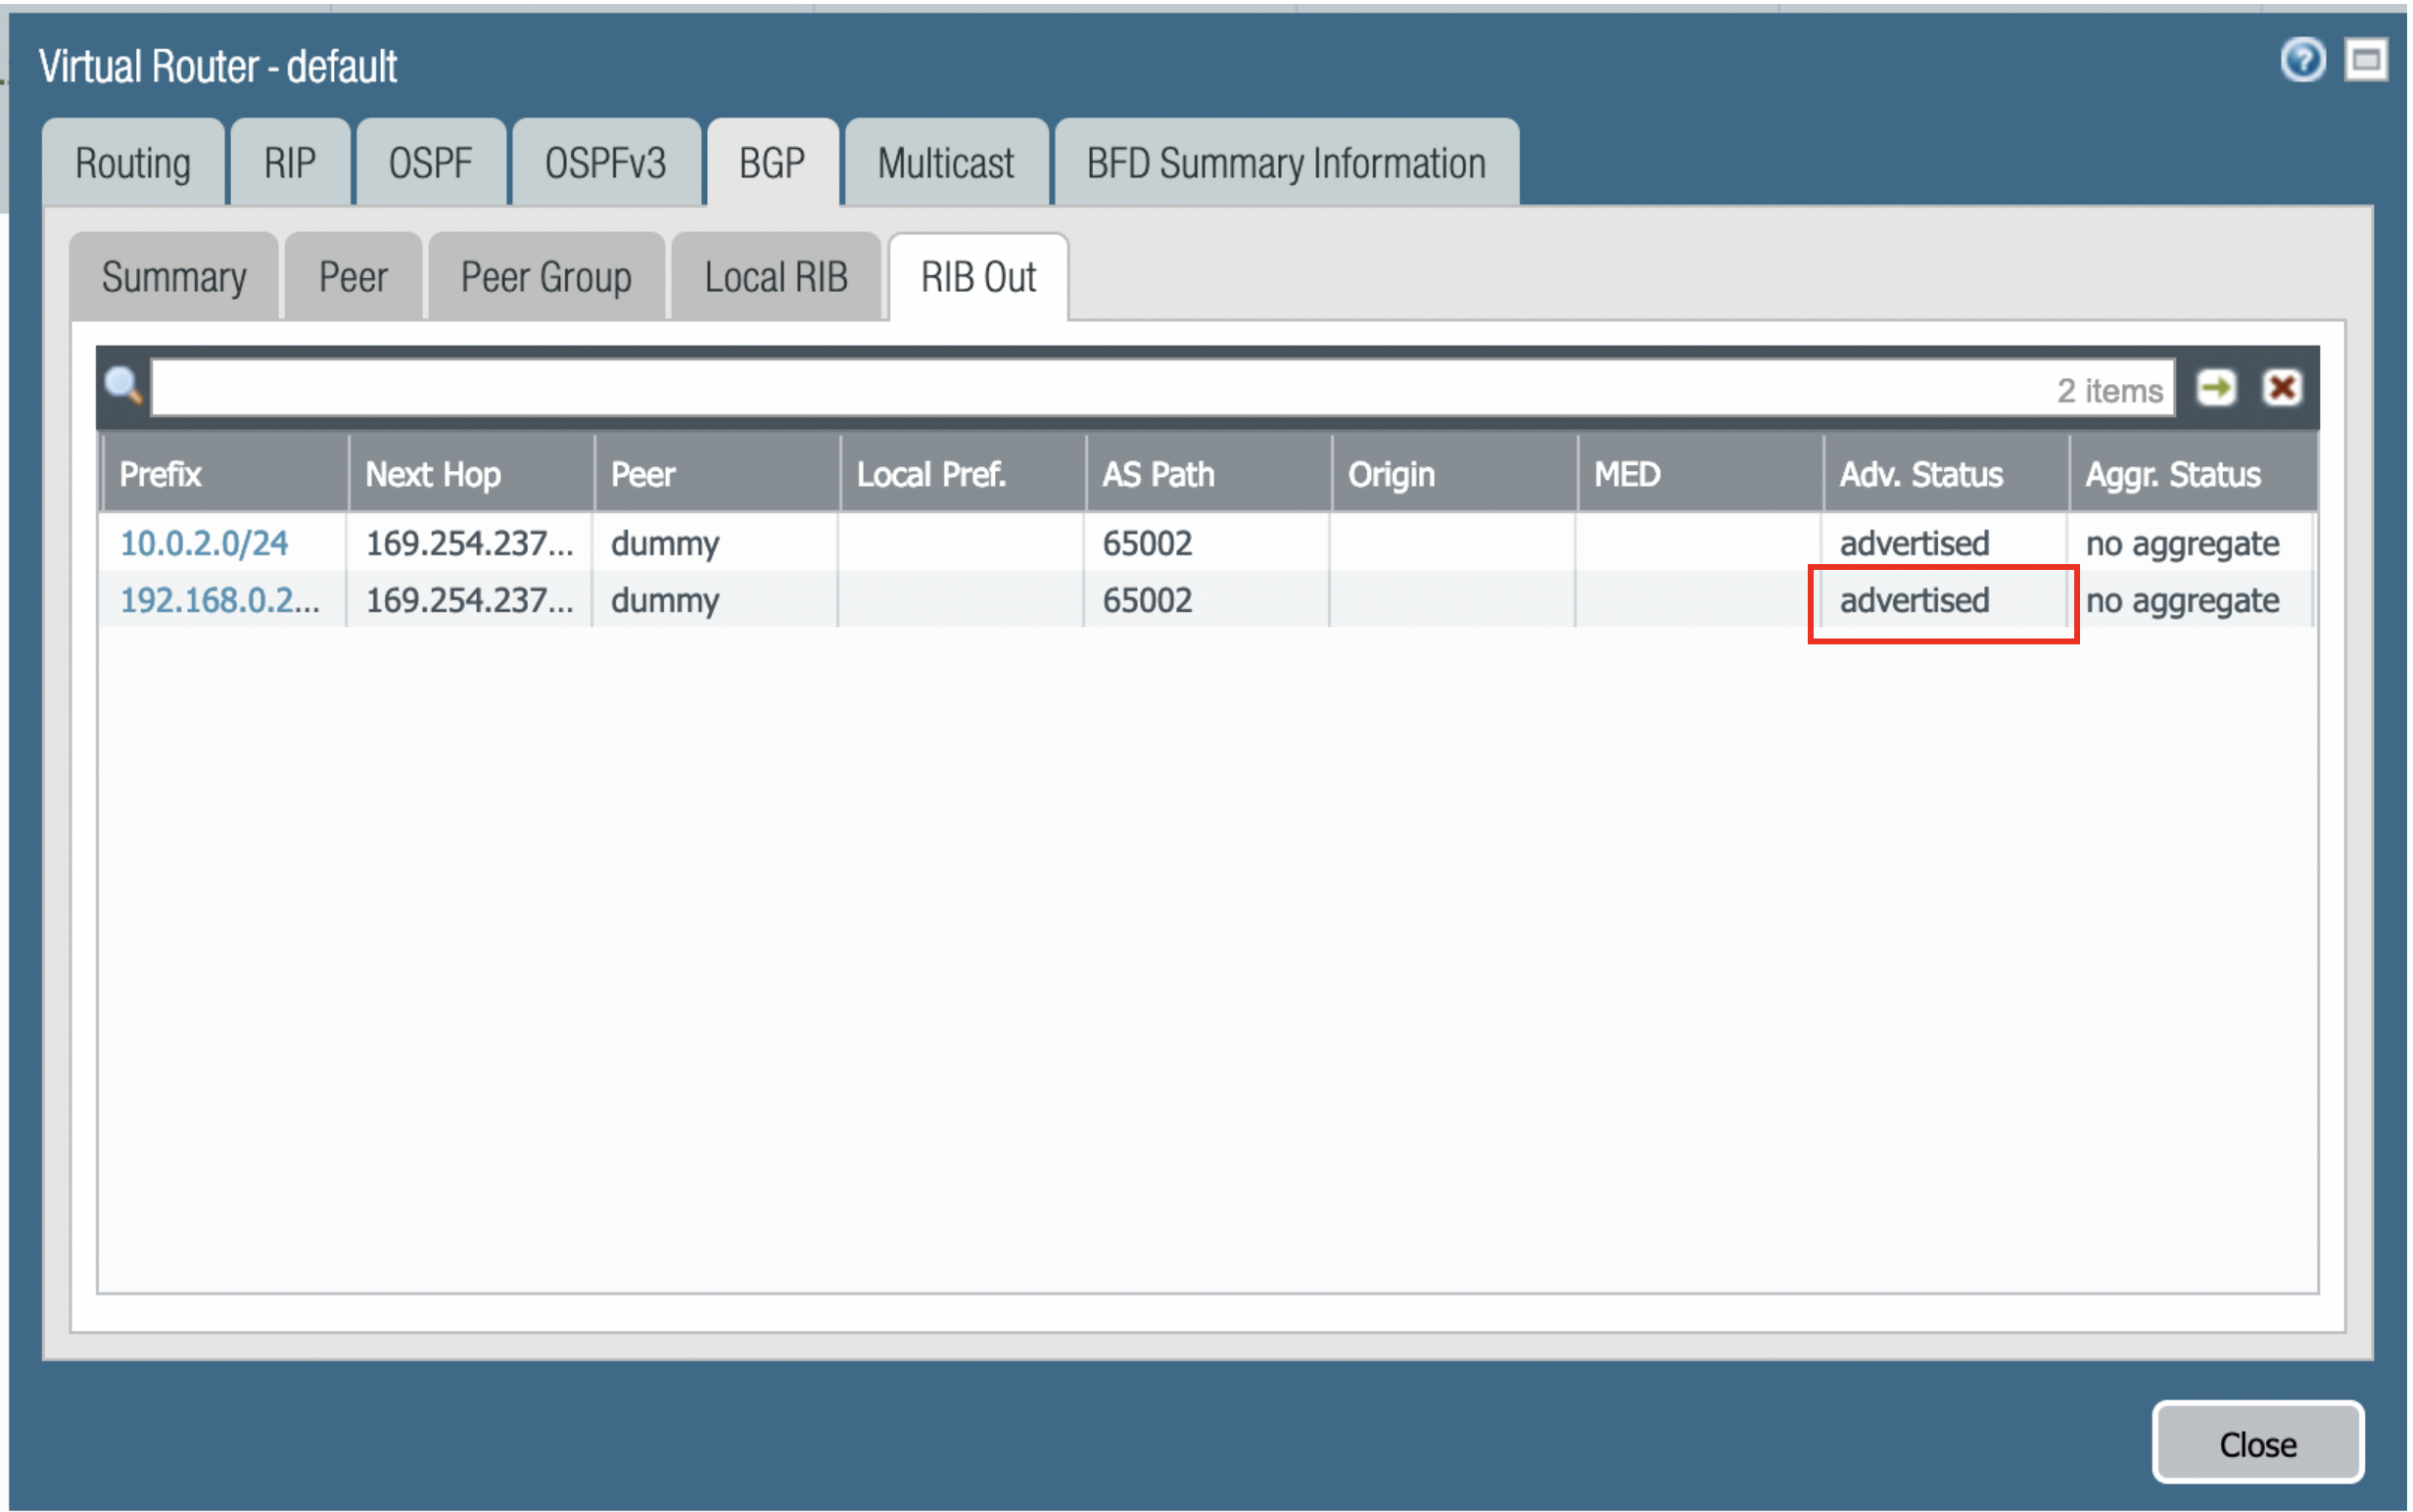 Virtual Router - default
Routing RIP OSPF OSPFv3 BGP Multicast BFD Summary Information
Summary Peer Peer Group Local RIB RIB Out
2 items
Prefix Next Hop Peer Local Pref. AS Path Origin MED Adv. Status Aggr. Status
10.0.2.0/24 169.254.237... dummy 65002 advertised no aggregate
192.168.0.2... 169.254.237... dummy 65002 advertised no aggregate
Close